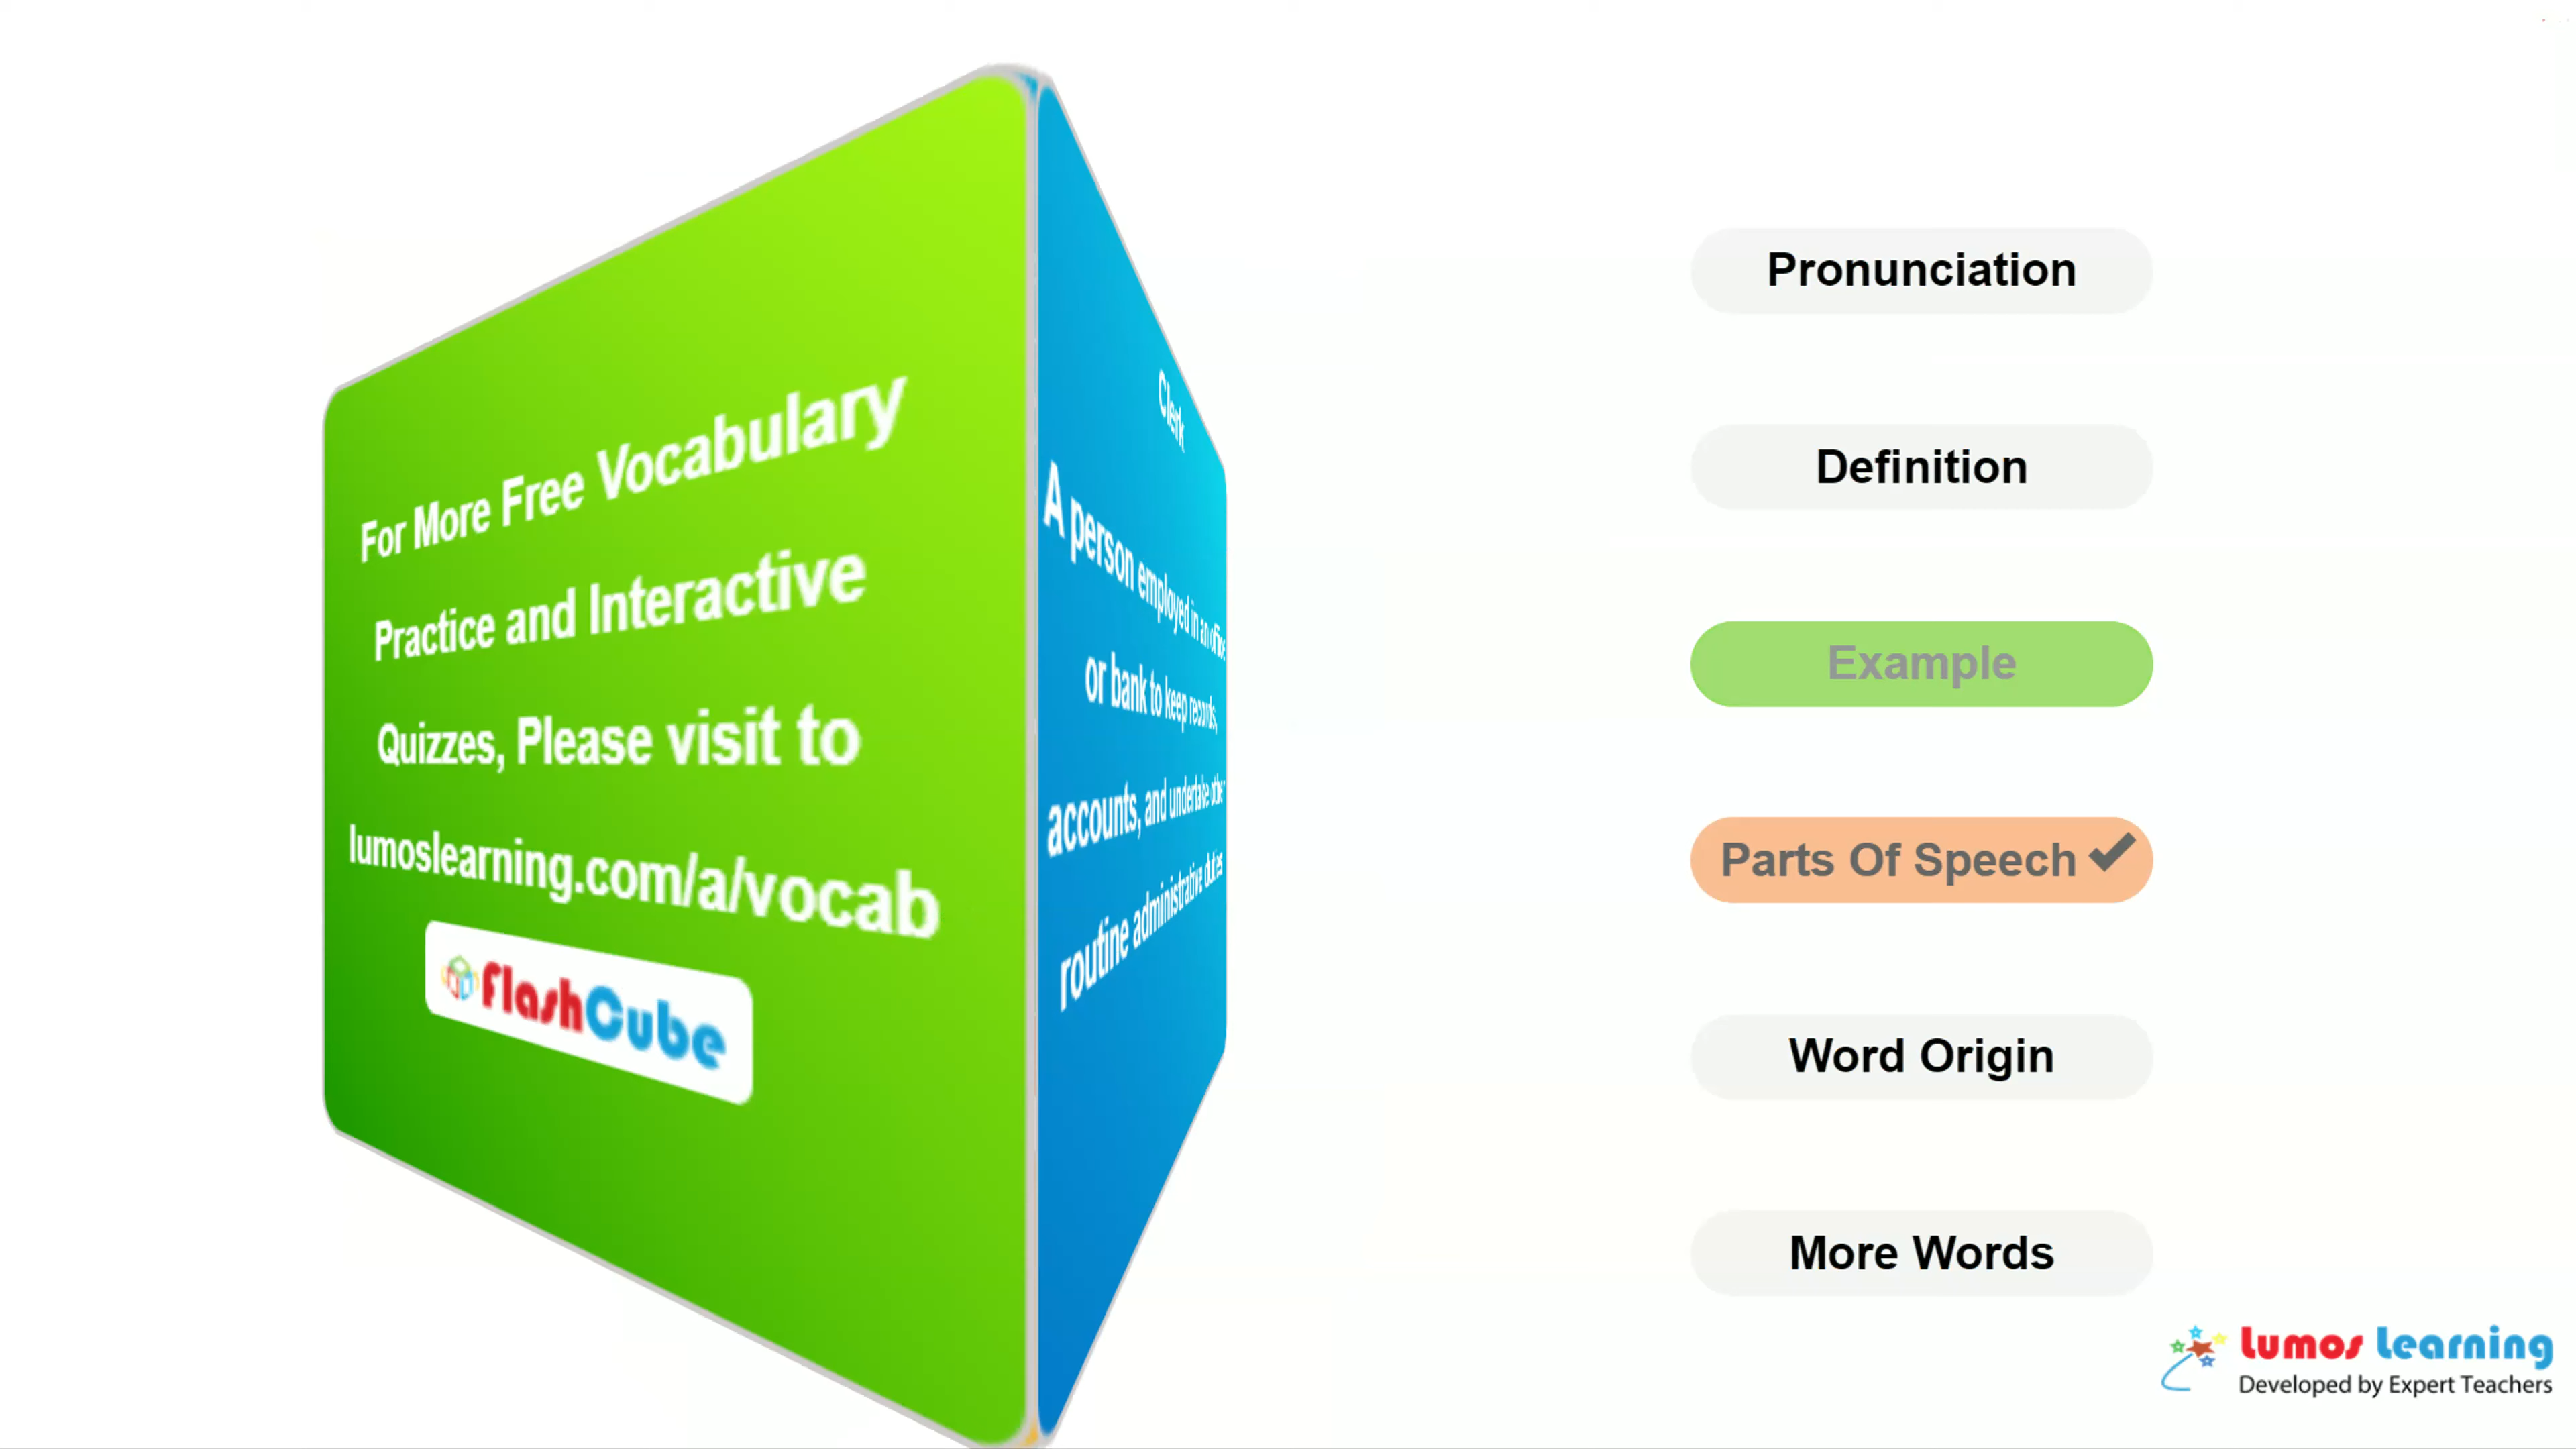 For More Free Vocabulary
Practice and Interactive
Quizzes, Please visit to
lumoslearning.com/a/vocab
FlashCube
Clerk
A person employed in an office
or bank to keep records,
accounts, and undertake other
routine administrative duties
Pronunciation
Definition
Example
Parts Of Speech
Word Origin
More Words
Lumos Learning
Developed by Expert Teachers